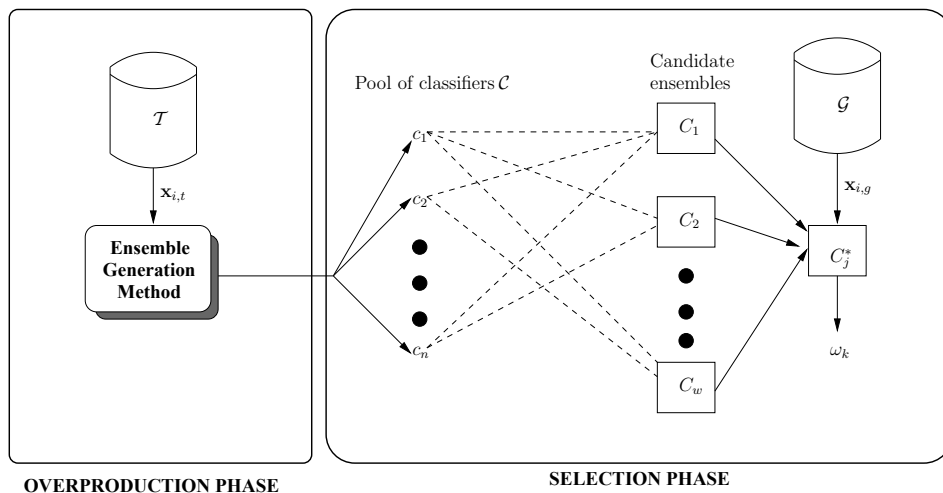 𝒯
x_{i,t}
Ensemble
Generation
Method
OVERPRODUCTION PHASE
Pool of classifiers 𝒞
c_1
c_2
c_n
Candidate
ensembles
C_1
C_2
C_w
𝒢
x_{i,g}
C_j^*
ω_k
SELECTION PHASE